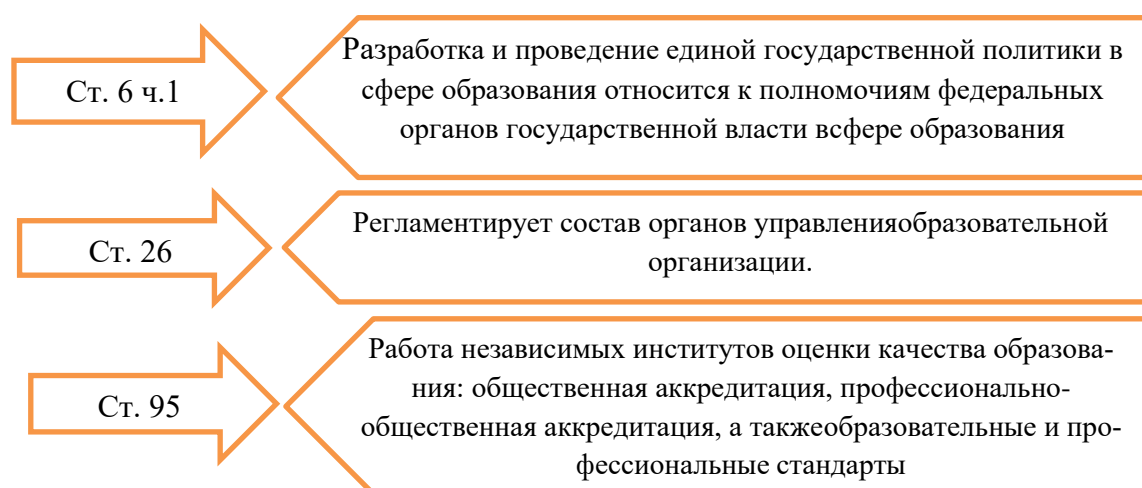 Ст. 6 ч.1
Разработка и проведение единой государственной политики в
сфере образования относится к полномочиям федеральных
органов государственной власти всфере образования
Ст. 26
Регламентирует состав органов управленияобразовательной
организации.
Ст. 95
Работа независимых институтов оценки качества образова-
ния: общественная аккредитация, профессионально-
общественная аккредитация, а такжеобразовательные и про-
фессиональные стандарты